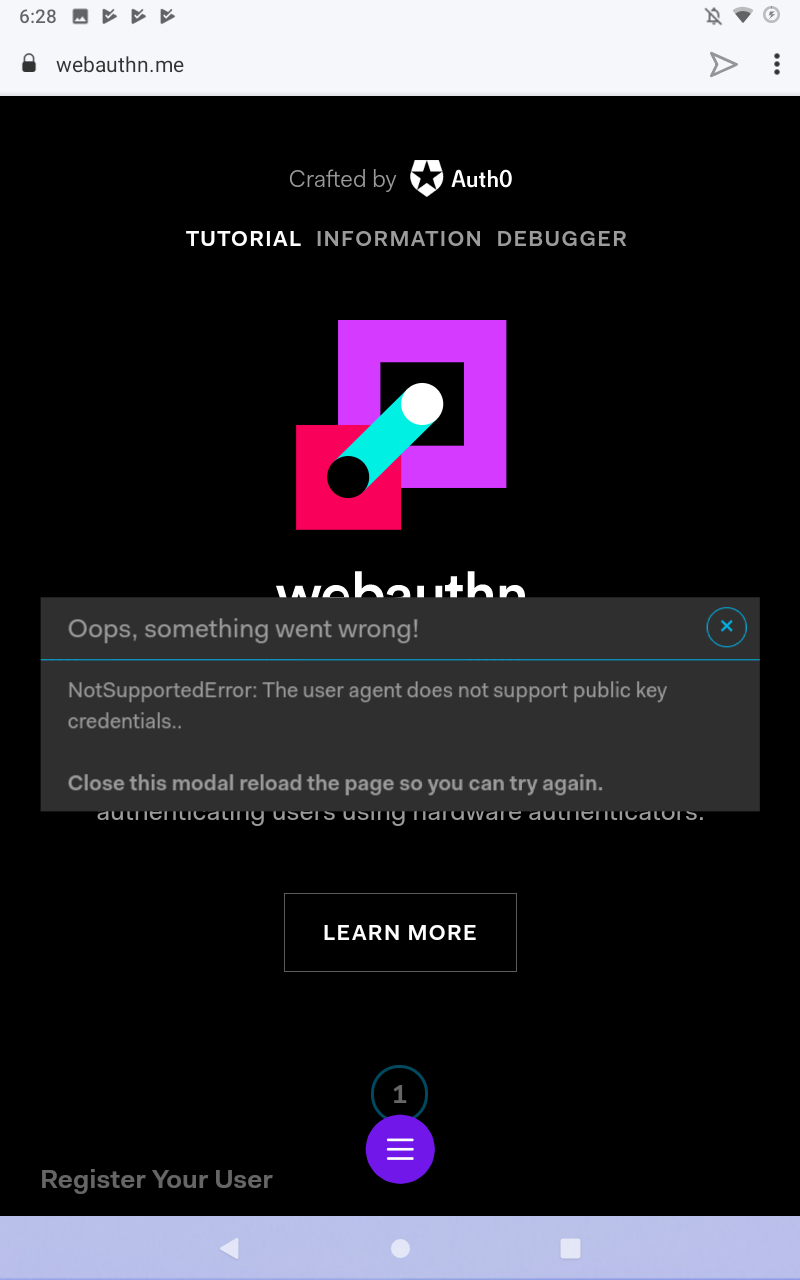 6:28
webauthn.me
Crafted by Auth0
TUTORIAL INFORMATION DEBUGGER
webauthn
Oops, something went wrong!
NotSupportedError: The user agent does not support public key
credentials..
Close this modal reload the page so you can try again.
authenticating users using hardware authenticators.
LEARN MORE
1
Register Your User